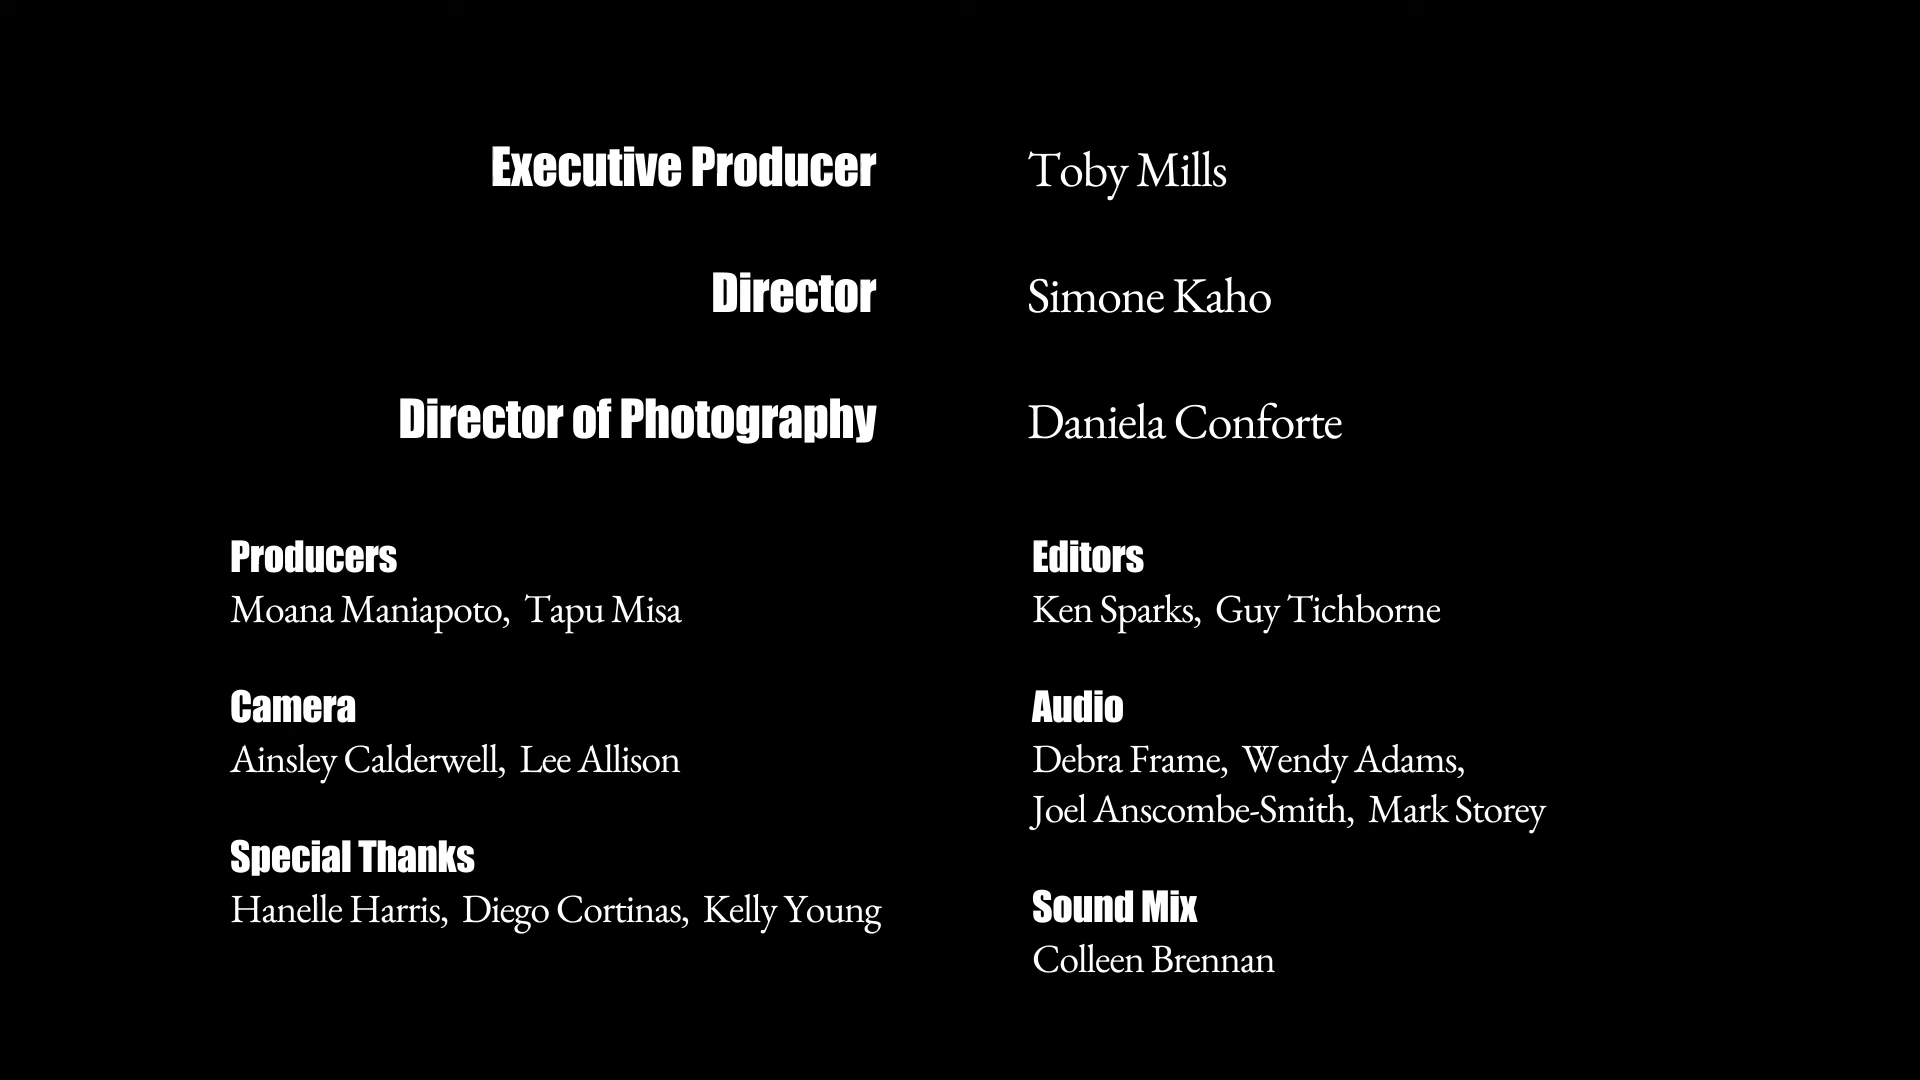 Executive Producer Toby Mills
Director Simone Kaho
Director of Photography Daniela Conforte
Producers
Moana Maniapoto, Tapu Misa
Camera
Ainsley Calderwell, Lee Allison
Special Thanks
Hanelle Harris, Diego Cortinas, Kelly Young
Editors
Ken Sparks, Guy Tichborne
Audio
Debra Frame, Wendy Adams,
Joel Anscombe-Smith, Mark Storey
Sound Mix
Colleen Brennan